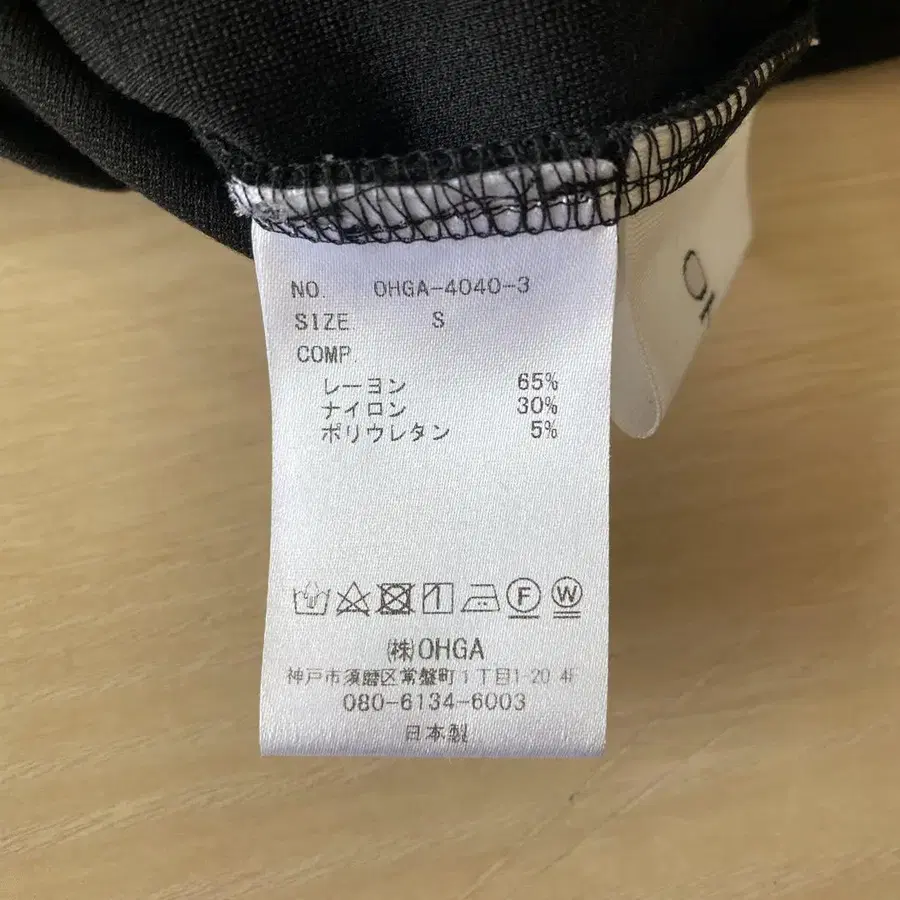 NO. OHGA-4040-3
SIZE S
COMP.
レーヨン 65%
ナイロン 30%
ポリウレタン 5%
F W
(株)OHGA
神戸市須磨区常盤町1丁目1-20 4F
080-6134-6003
日本製
OH